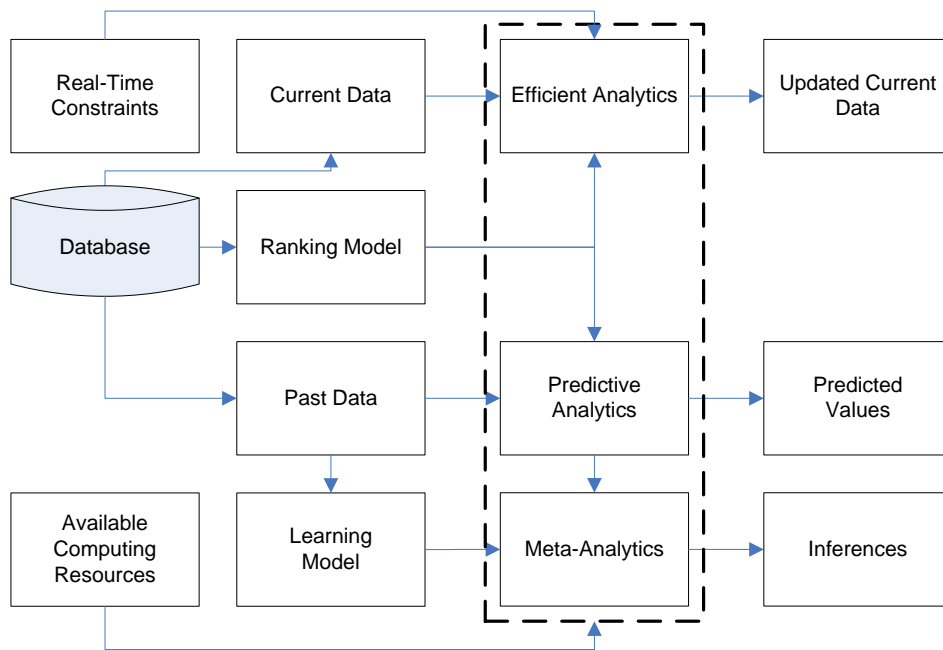 Real-Time
Constraints
Current Data
Efficient Analytics
Updated Current
Data
Database
Ranking Model
Past Data
Predictive
Analytics
Predicted
Values
Available
Computing
Resources
Learning
Model
Meta-Analytics
Inferences